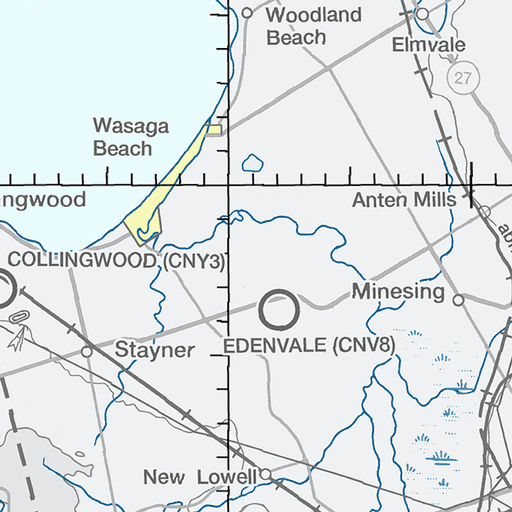 Woodland
Beach
Elmvale
27
Wasaga
Beach
ngwood
Anten Mills
COLLINGWOOD (CNY3)
Minesing
EDENVALE (CNV8)
Stayner
New Lowell